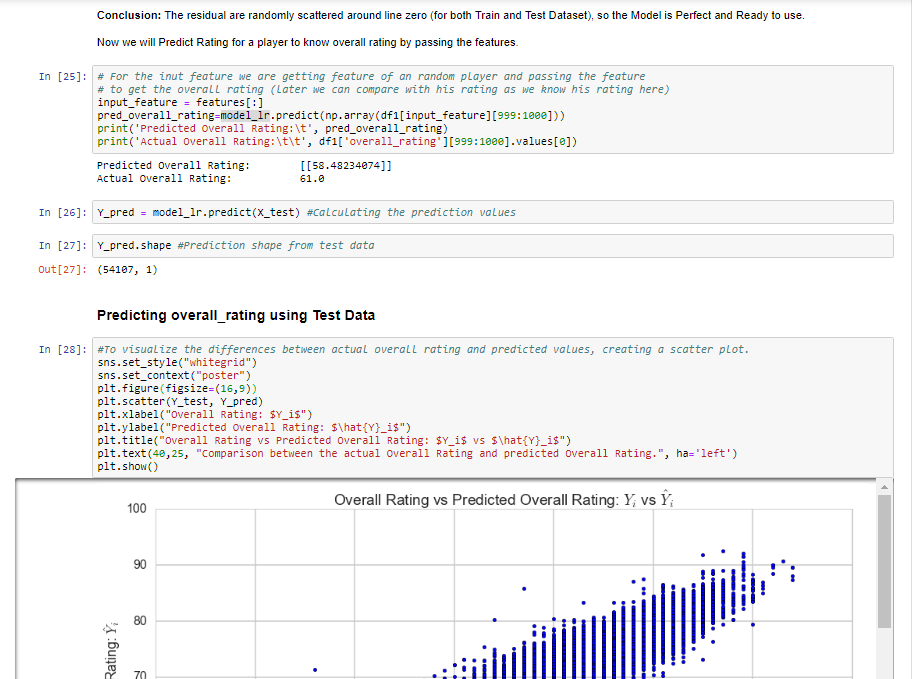 Conclusion: The residual are randomly scattered around line zero (for both Train and Test Dataset), so the Model is Perfect and Ready to use.
Now we will Predict Rating for a player to know overall rating by passing the features.
In [25]: # For the inut feature we are getting feature of an random player and passing the feature
# to get the overall rating (later we can compare with his rating as we know his rating here)
input_feature = features[:]
pred_overall_rating=model_lr.predict(np.array(df1[input_feature][999:1000]))
print('Predicted Overall Rating:\t', pred_overall_rating)
print('Actual Overall Rating:\t\t', df1['overall_rating'][999:1000].values[0])
Predicted Overall Rating: [[58.48234074]]
Actual Overall Rating: 61.0
In [26]: Y_pred = model_lr.predict(X_test) #Calculating the prediction values
In [27]: Y_pred.shape #Prediction shape from test data
Out[27]: (54107, 1)
Predicting overall_rating using Test Data
In [28]: #To visualize the differences between actual overall rating and predicted values, creating a scatter plot.
sns.set_style("whitegrid")
sns.set_context("poster")
plt.figure(figsize=(16,9))
plt.scatter(Y_test, Y_pred)
plt.xlabel("Overall Rating: $Y_i$")
plt.ylabel("Predicted Overall Rating: $\hat{Y}_i$")
plt.title("Overall Rating vs Predicted Overall Rating: $Y_i$ vs $\hat{Y}_i$")
plt.text(40,25, "Comparison between the actual Overall Rating and predicted Overall Rating.", ha='left')
plt.show()
Overall Rating vs Predicted Overall Rating: Yᵢ vs Ŷᵢ
100
90
80
70
Rating: Ŷᵢ